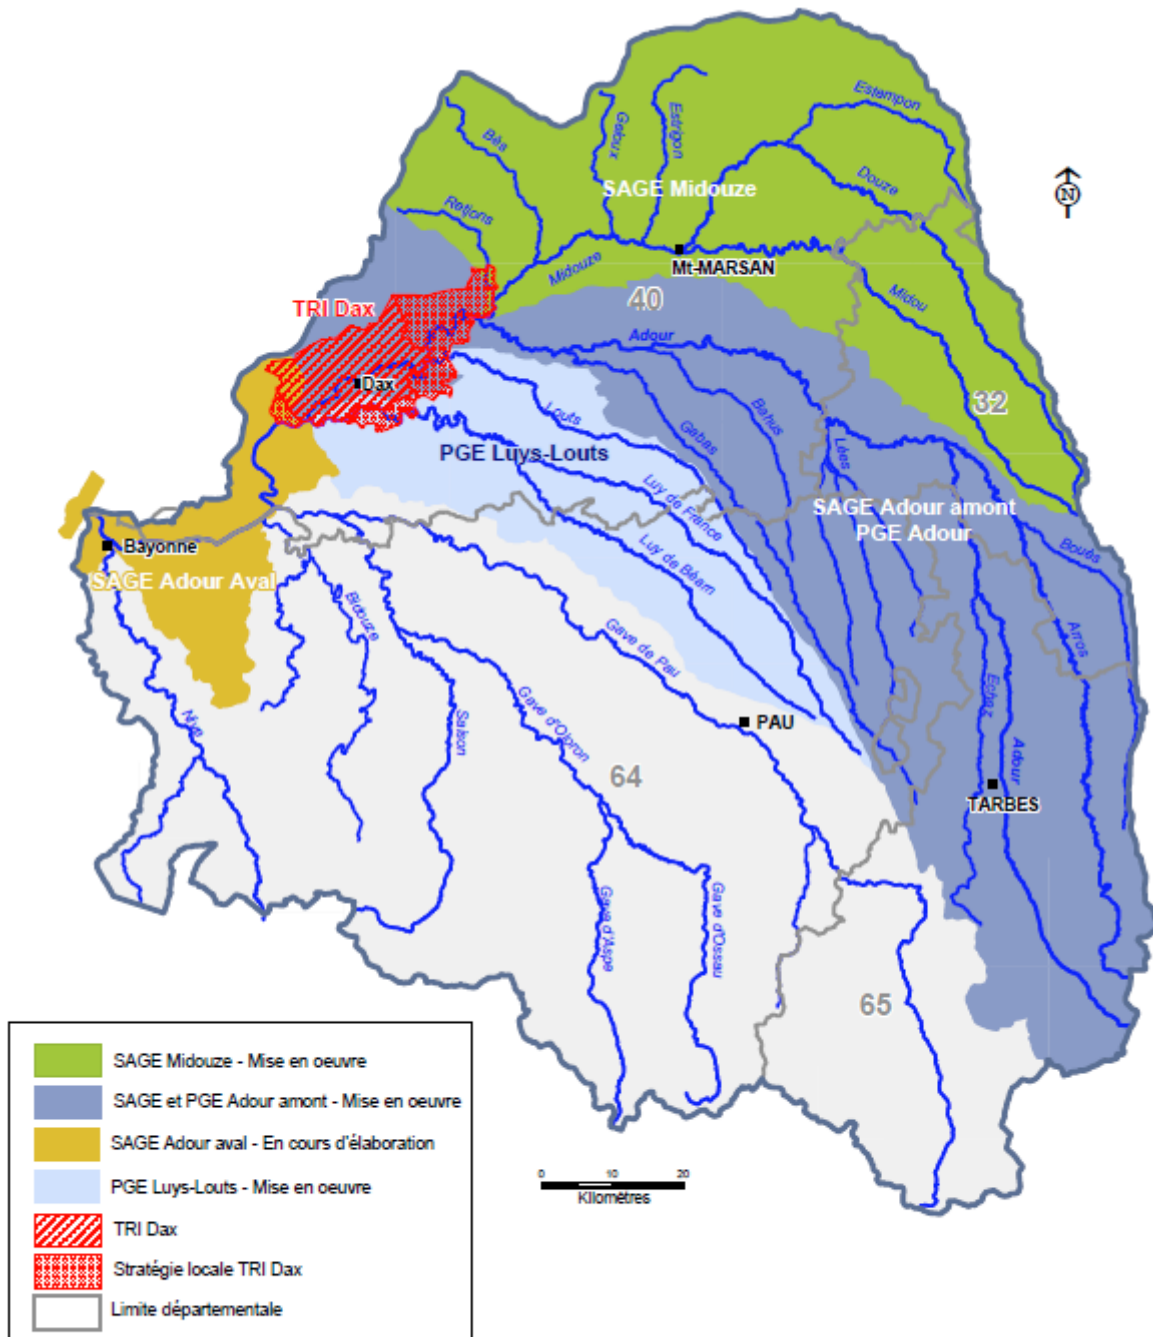 Estampon
Bès
Geloux
Estrigon
Douze
SAGE Midouze
N
Retjons
Midouze
Mt-MARSAN
Midou
40
TRI Dax
Adour
Dax
32
Louts
Bahus
Gabas
Lées
PGE Luys-Louts
Luy de France
SAGE Adour amont
PGE Adour
Luy de Béarn
Boués
Bayonne
SAGE Adour Aval
Bidouze
Gave de Pau
Arros
Echez
Nive
Saison
Gave d'Oloron
PAU
Adour
64
TARBES
Gave d'Aspe
Gave d'Ossau
65
SAGE Midouze - Mise en oeuvre
SAGE et PGE Adour amont - Mise en oeuvre
SAGE Adour aval - En cours d'élaboration
PGE Luys-Louts - Mise en oeuvre
TRI Dax
Stratégie locale TRI Dax
Limite départementale
0 10 20
Kilomètres